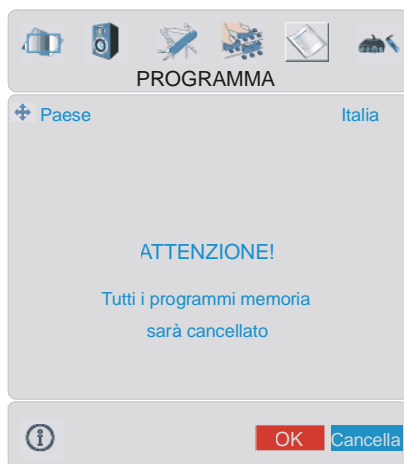 PROGRAMMA
Paese Italia
ATTENZIONE!
Tutti i programmi memoria
sarà cancellato
OK Cancella